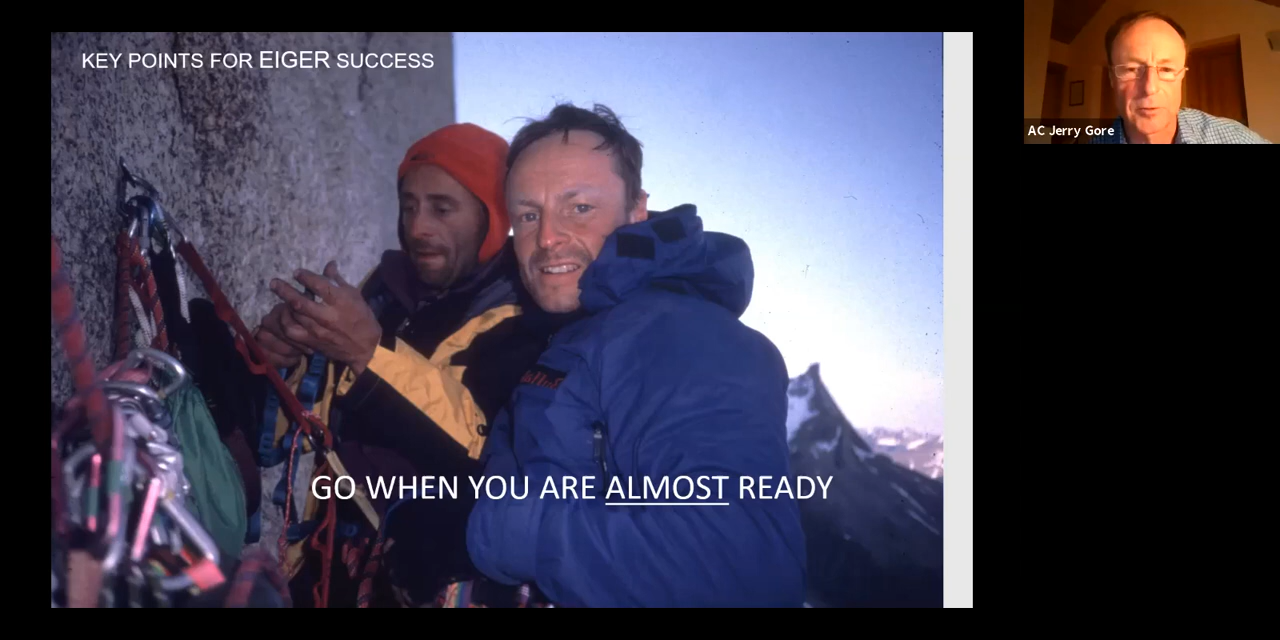 KEY POINTS FOR EIGER SUCCESS
AC Jerry Gore
GO WHEN YOU ARE ALMOST READY